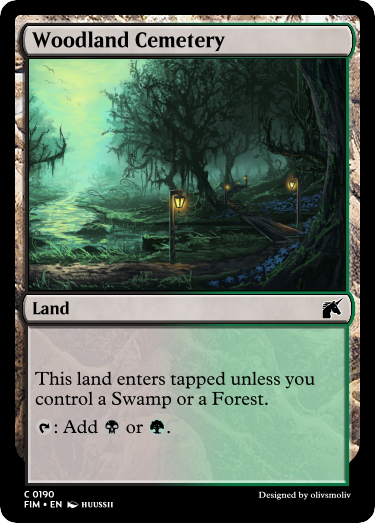 Woodland Cemetery
Land
This land enters tapped unless you
control a Swamp or a Forest.
: Add or .
C 0190
FIM • EN HUUSSII
Designed by olivsmoliv